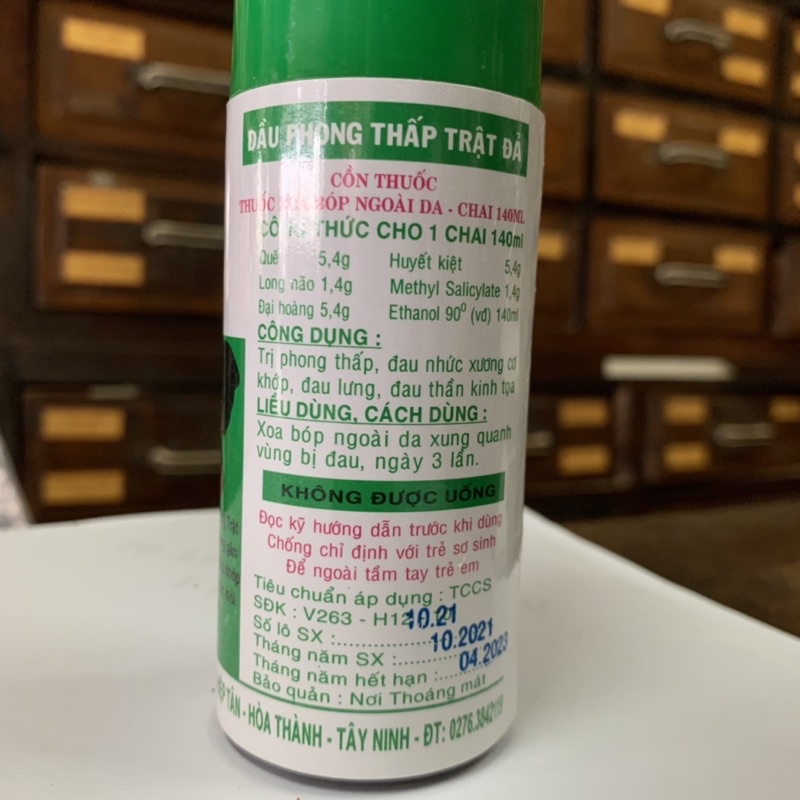 DẦU PHONG THẤP TRẬT ĐẢ
CỒN THUỐC
THUỐC XOA BÓP NGOÀI DA - CHAI 140ML
CÔNG THỨC CHO 1 CHAI 140ml
Quế 5,4g Huyết kiệt 5,4g
Long não 1,4g Methyl Salicylate 1,4g
Đại hoàng 5,4g Ethanol 90⁰ (vđ) 140ml
CÔNG DỤNG :
Trị phong thấp, đau nhức xương cơ
khớp, đau lưng, đau thần kinh tọa
LIỀU DÙNG, CÁCH DÙNG :
Xoa bóp ngoài da xung quanh
vùng bị đau, ngày 3 lần.
KHÔNG ĐƯỢC UỐNG
Đọc kỹ hướng dẫn trước khi dùng
Chống chỉ định với trẻ sơ sinh
Để ngoài tầm tay trẻ em
Tiêu chuẩn áp dụng : TCCS
SĐK : V263 - H12
Số lô SX : 10.21
Tháng năm SX : 10.2021
Tháng năm hết hạn : 04.2023
Bảo quản : Nơi Thoáng mát
TÂN - HÒA THÀNH - TÂY NINH - ĐT: 0276.384